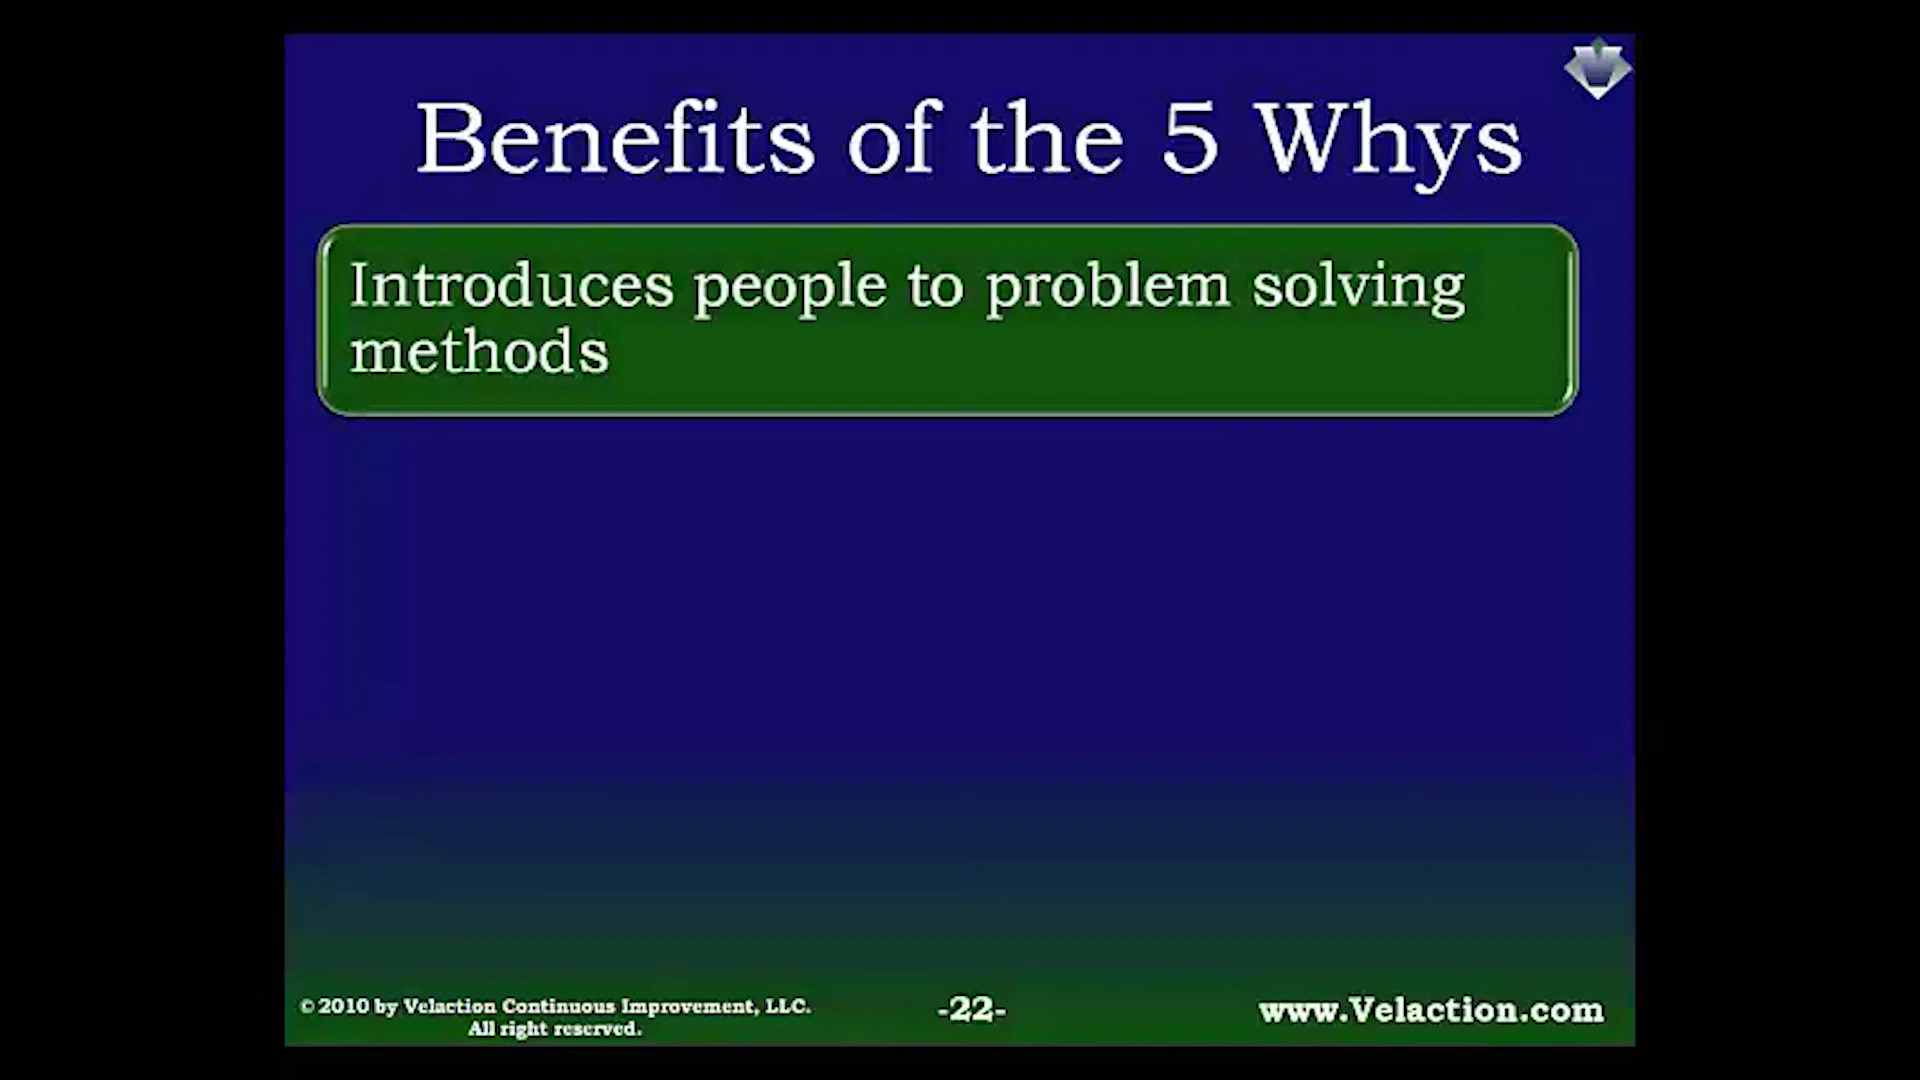 Benefits of the 5 Whys
Introduces people to problem solving
methods
© 2010 by Velaction Continuous Improvement, LLC.
All right reserved.
-22-
www.Velaction.com